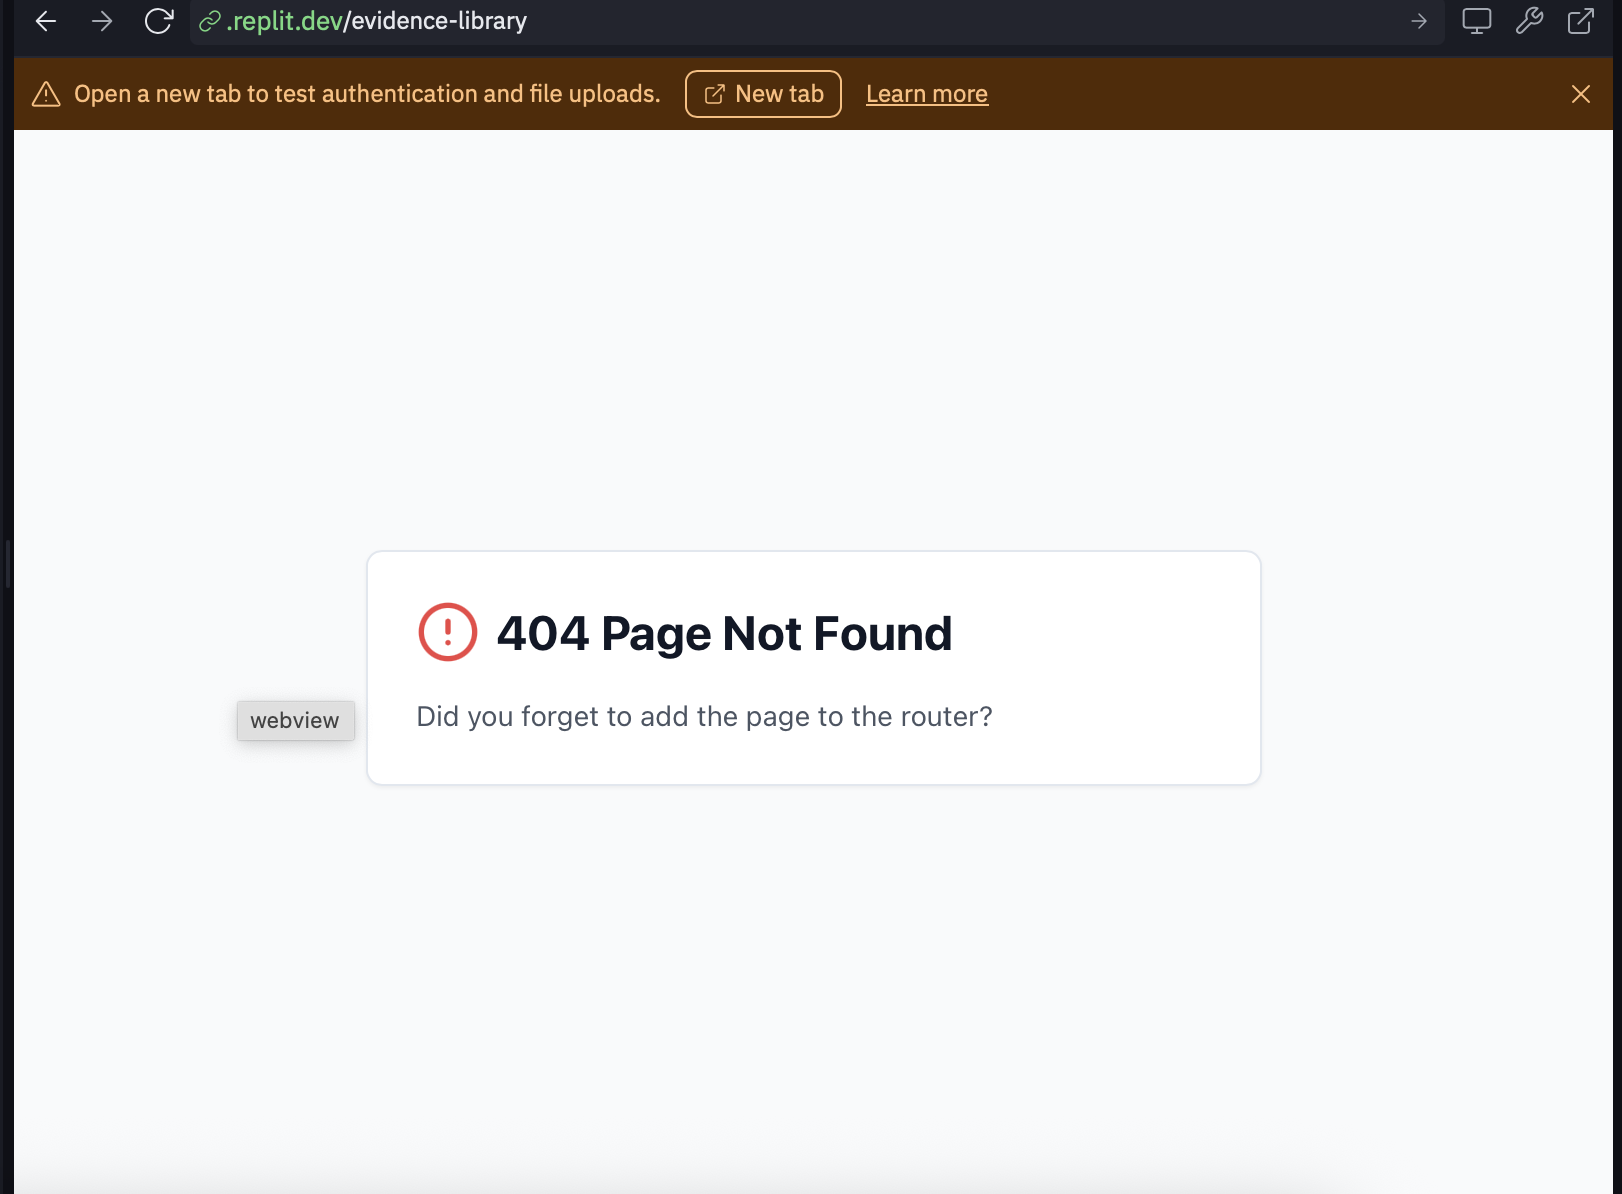 .replit.dev/evidence-library
Open a new tab to test authentication and file uploads. New tab Learn more
404 Page Not Found
Did you forget to add the page to the router?
webview